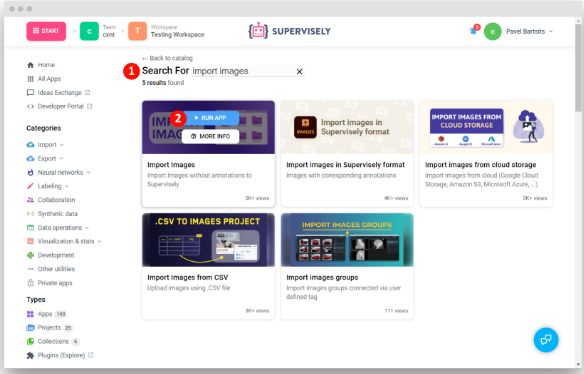 START
c
Team
cxnt
T
Workspace
Testing Workspace
SUPERVISELY
c
Pavel Bartsits
Home
All Apps
Ideas Exchange
Developer Portal
Categories
Import
Export
Neural networks
Labeling
Collaboration
Synthetic data
Data operations
Visualization & stats
Development
Other utilities
Private apps
Types
Apps 193
Projects 25
Collections 6
Plugins (Explore)
← Back to catalog
1 Search For import images ×
5 results found
2 RUN APP
MORE INFO
Import Images
Import images without annotations to
Supervisely
5K+ views
IMAGES
Import images in
Supervisely format
Import images in Supervisely format
Images with corresponding annotations
4K+ views
IMPORT IMAGES FROM
CLOUD STORAGE
Import images from cloud storage
Import images from cloud (Google Cloud
Storage, Amazon S3, Microsoft Azure, ...)
3K+ views
.CSV TO IMAGES PROJECT
Import Images from CSV
Upload images using .CSV file
3K+ views
IMPORT IMAGES GROUPS
Import images groups
Import images groups connected via user
defined tag
111 views